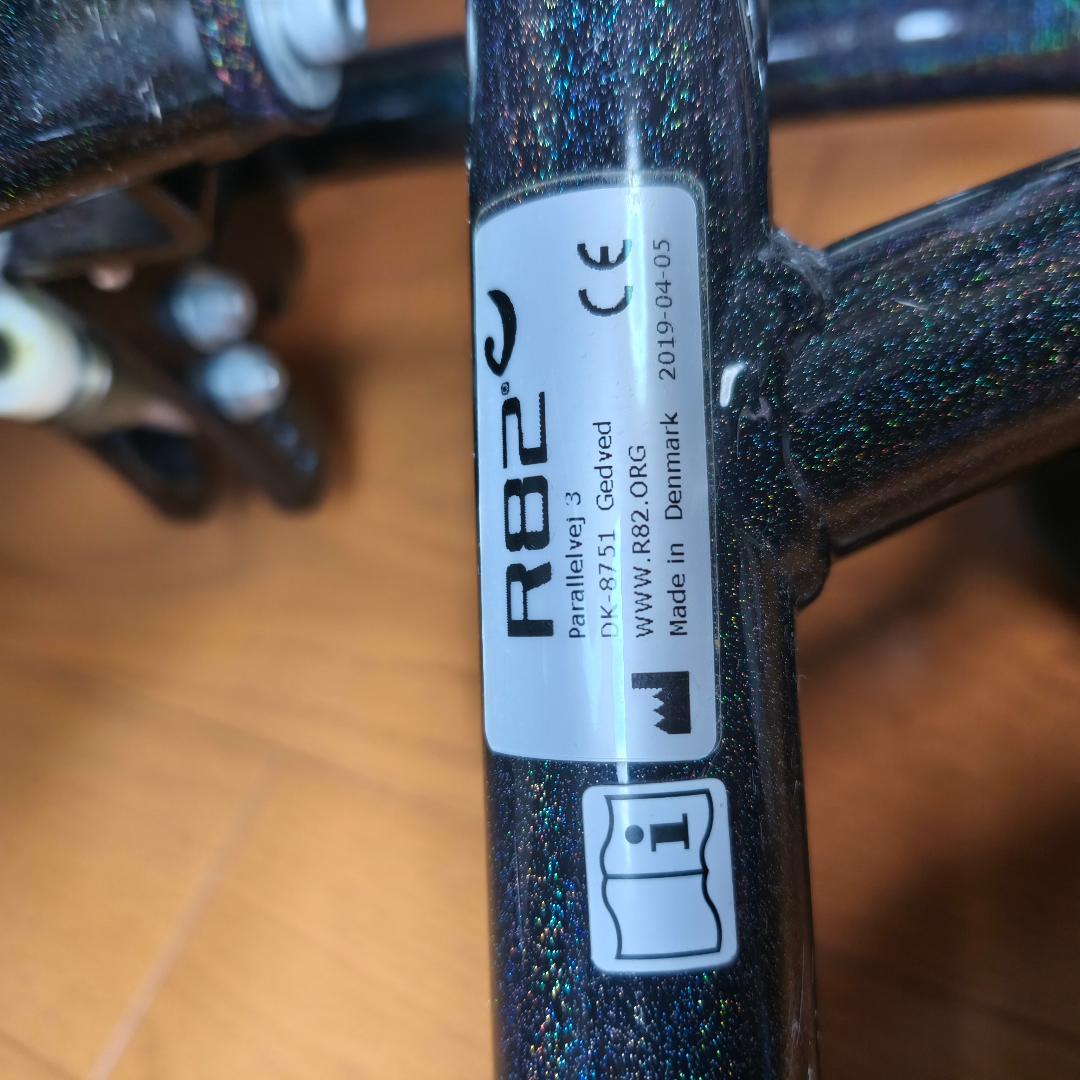 R82®
Parallelvej 3
DK-8751 Gedved
WWW.R82.ORG
Made in Denmark 2019-04-05
CE
i